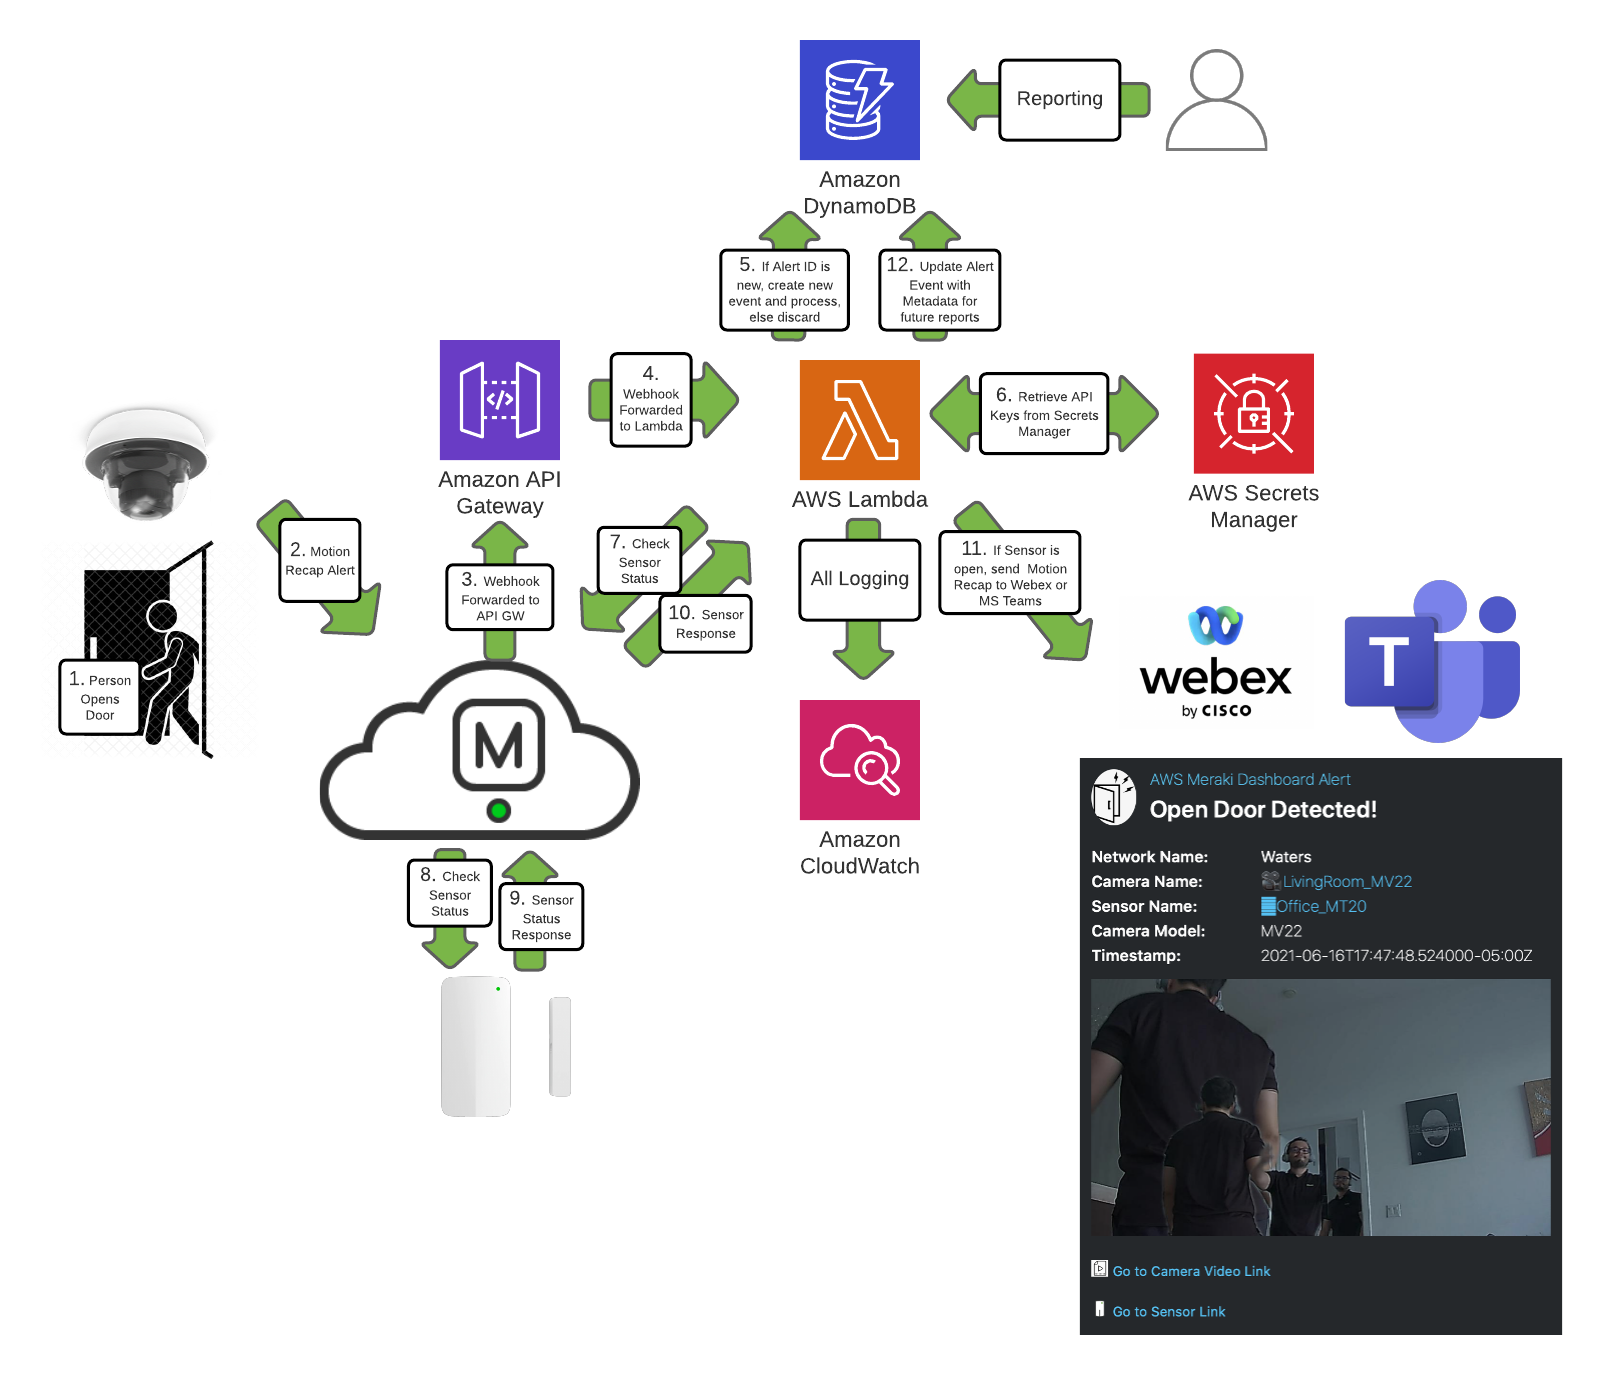 Reporting
Amazon
DynamoDB
5. If Alert ID is
new, create new
event and process,
else discard
12. Update Alert
Event with
Metadata for
future reports
4.
Webhook
Forwarded
to Lambda
6. Retrieve API
Keys from Secrets
Manager
Amazon API
Gateway
AWS Lambda
AWS Secrets
Manager
2. Motion
Recap Alert
3. Webhook
Forwarded to
API GW
7. Check
Sensor
Status
10. Sensor
Response
All Logging
11. If Sensor is
open, send Motion
Recap to Webex or
MS Teams
1. Person
Opens
Door
M
webex
by CISCO
T
8. Check
Sensor
Status
9. Sensor
Status
Response
Amazon
CloudWatch
AWS Meraki Dashboard Alert
Open Door Detected!
Network Name: Waters
Camera Name: LivingRoom_MV22
Sensor Name: Office_MT20
Camera Model: MV22
Timestamp: 2021-06-16T17:47:48.524000-05:00Z
Go to Camera Video Link
Go to Sensor Link